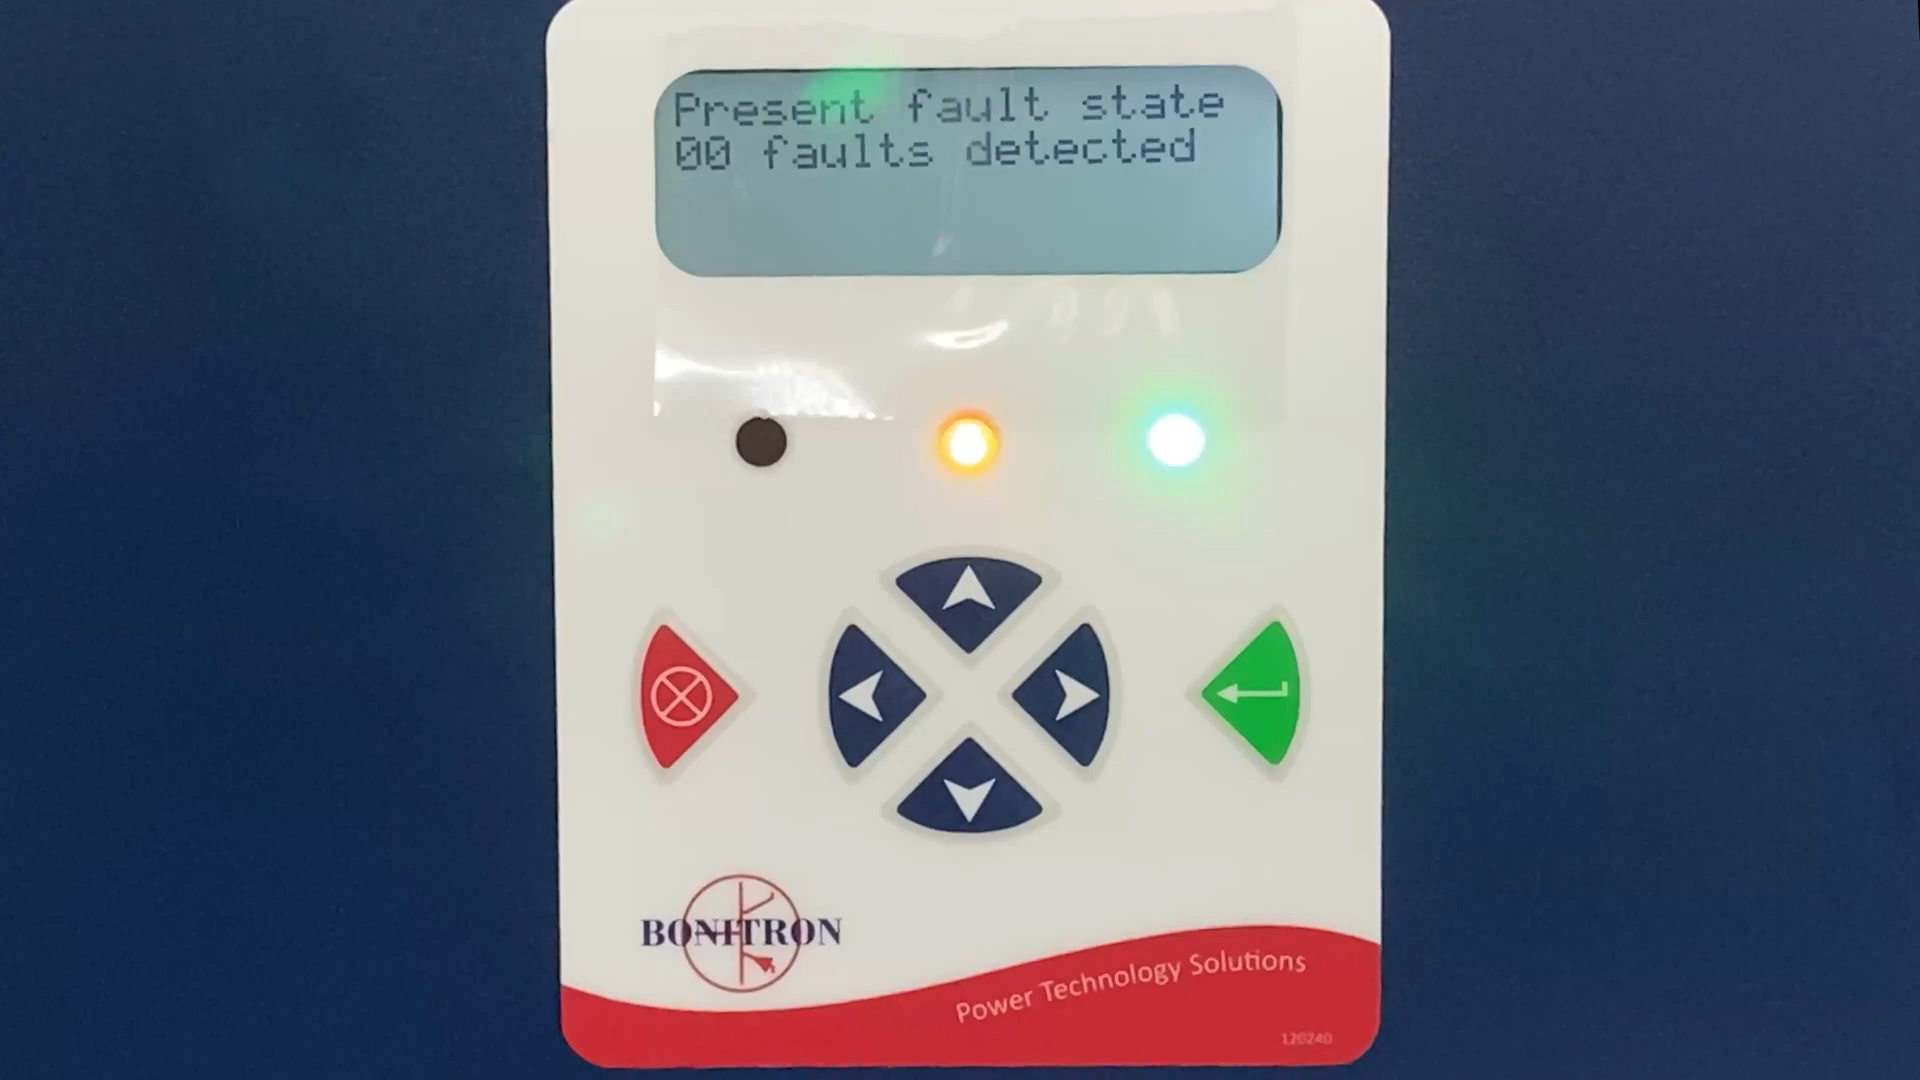 Present fault state
00 faults detected
BONITRON
Power Technology Solutions
120240